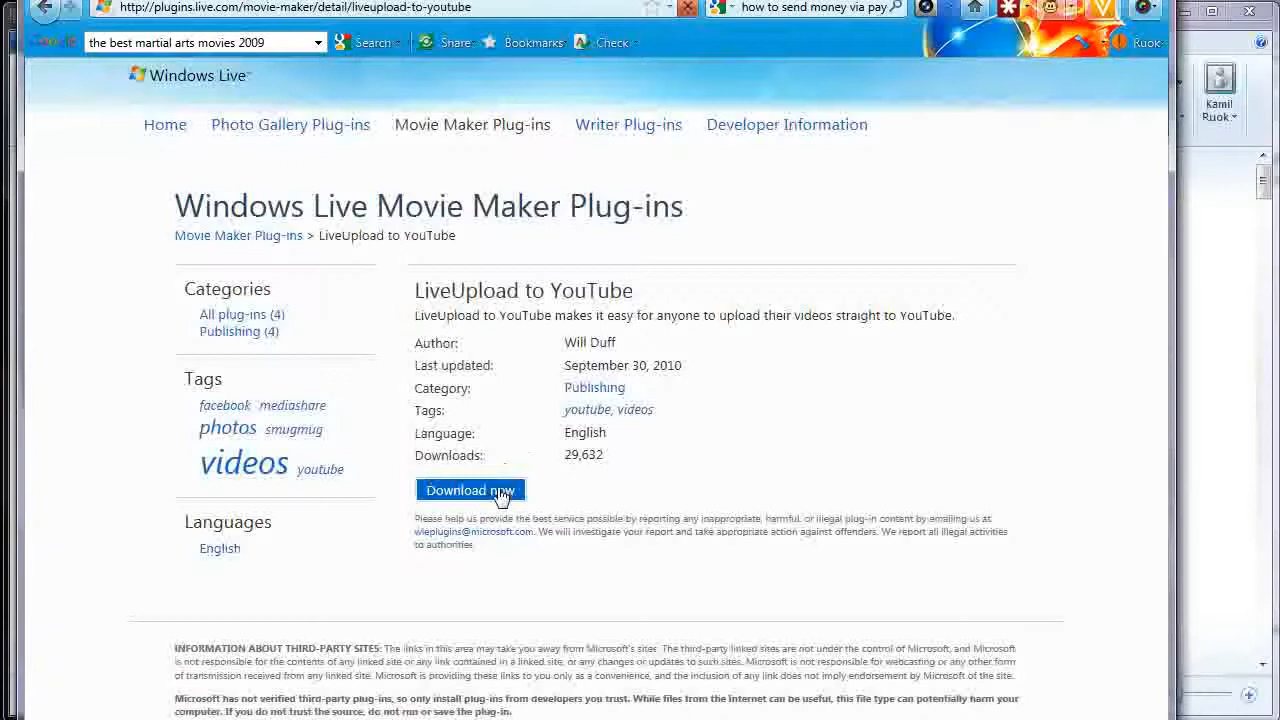 http://plugins.live.com/movie-maker/detail/liveupload-to-youtube
how to send money via pay
the best martial arts movies 2009
Search
Share
Bookmarks
Check
Ruok
Windows Live™
Kamil
Ruok
Home
Photo Gallery Plug-ins
Movie Maker Plug-ins
Writer Plug-ins
Developer Information
Windows Live Movie Maker Plug-ins
Movie Maker Plug-ins > LiveUpload to YouTube
Categories
All plug-ins (4)
Publishing (4)
Tags
facebook mediashare
photos smugmug
videos youtube
Languages
English
LiveUpload to YouTube
LiveUpload to YouTube makes it easy for anyone to upload their videos straight to YouTube.
Author: Will Duff
Last updated: September 30, 2010
Category: Publishing
Tags: youtube, videos
Language: English
Downloads: 29,632
Download now
Please help us provide the best service possible by reporting any inappropriate, harmful, or illegal plug-in content by emailing us at
wleplugins@microsoft.com. We will investigate your report and take appropriate action against offenders. We report all illegal activities
to authorities.
INFORMATION ABOUT THIRD-PARTY SITES: The links in this area may take you away from Microsoft's sites. The third-party linked sites are not under the control of Microsoft, and Microsoft
is not responsible for the contents of any linked site or any link contained in a linked site, or any changes or updates to such sites. Microsoft is not responsible for webcasting or any other form
of transmission received from any linked site. Microsoft is providing these links to you only as a convenience, and the inclusion of any link does not imply endorsement by Microsoft of the site.
Microsoft has not verified third-party plug-ins, so only install plug-ins from developers you trust. While files from the Internet can be useful, this file type can potentially harm your
computer. If you do not trust the source, do not run or save the plug-in.